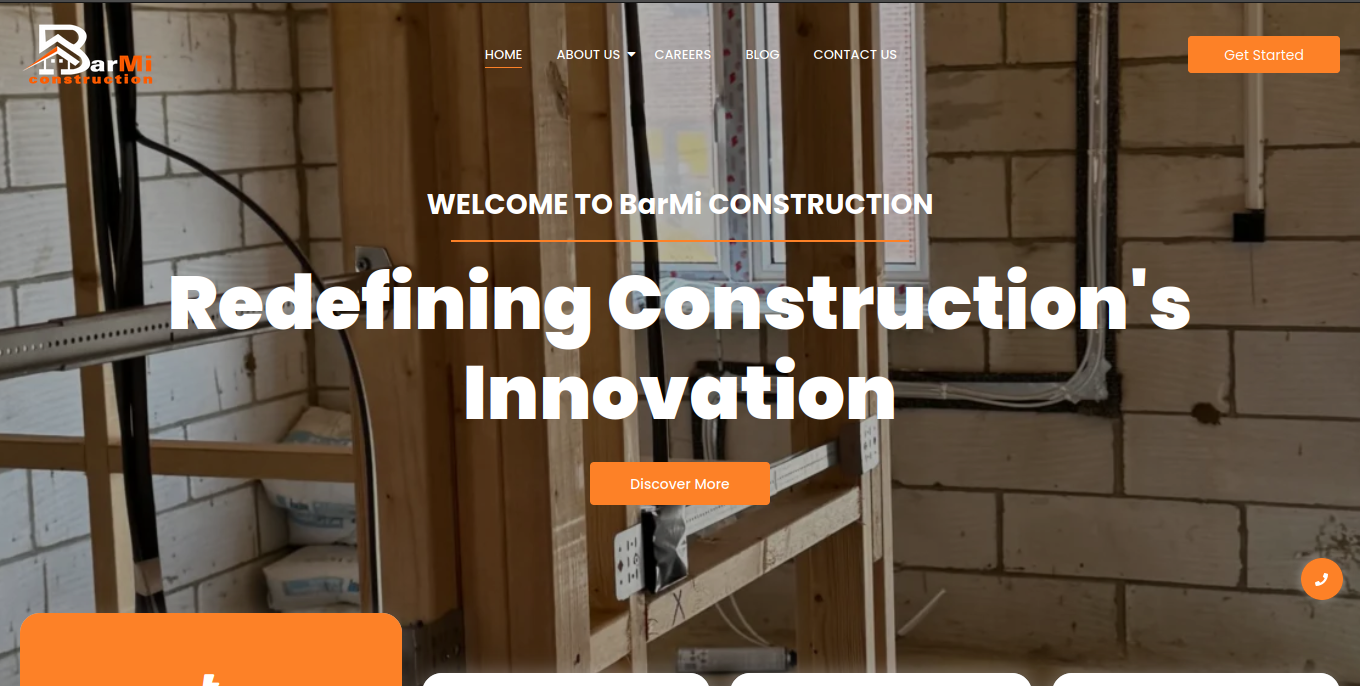 BarMi
construction
HOME ABOUT US CAREERS BLOG CONTACT US Get Started
WELCOME TO BarMi CONSTRUCTION
Redefining Construction's
Innovation
Discover More